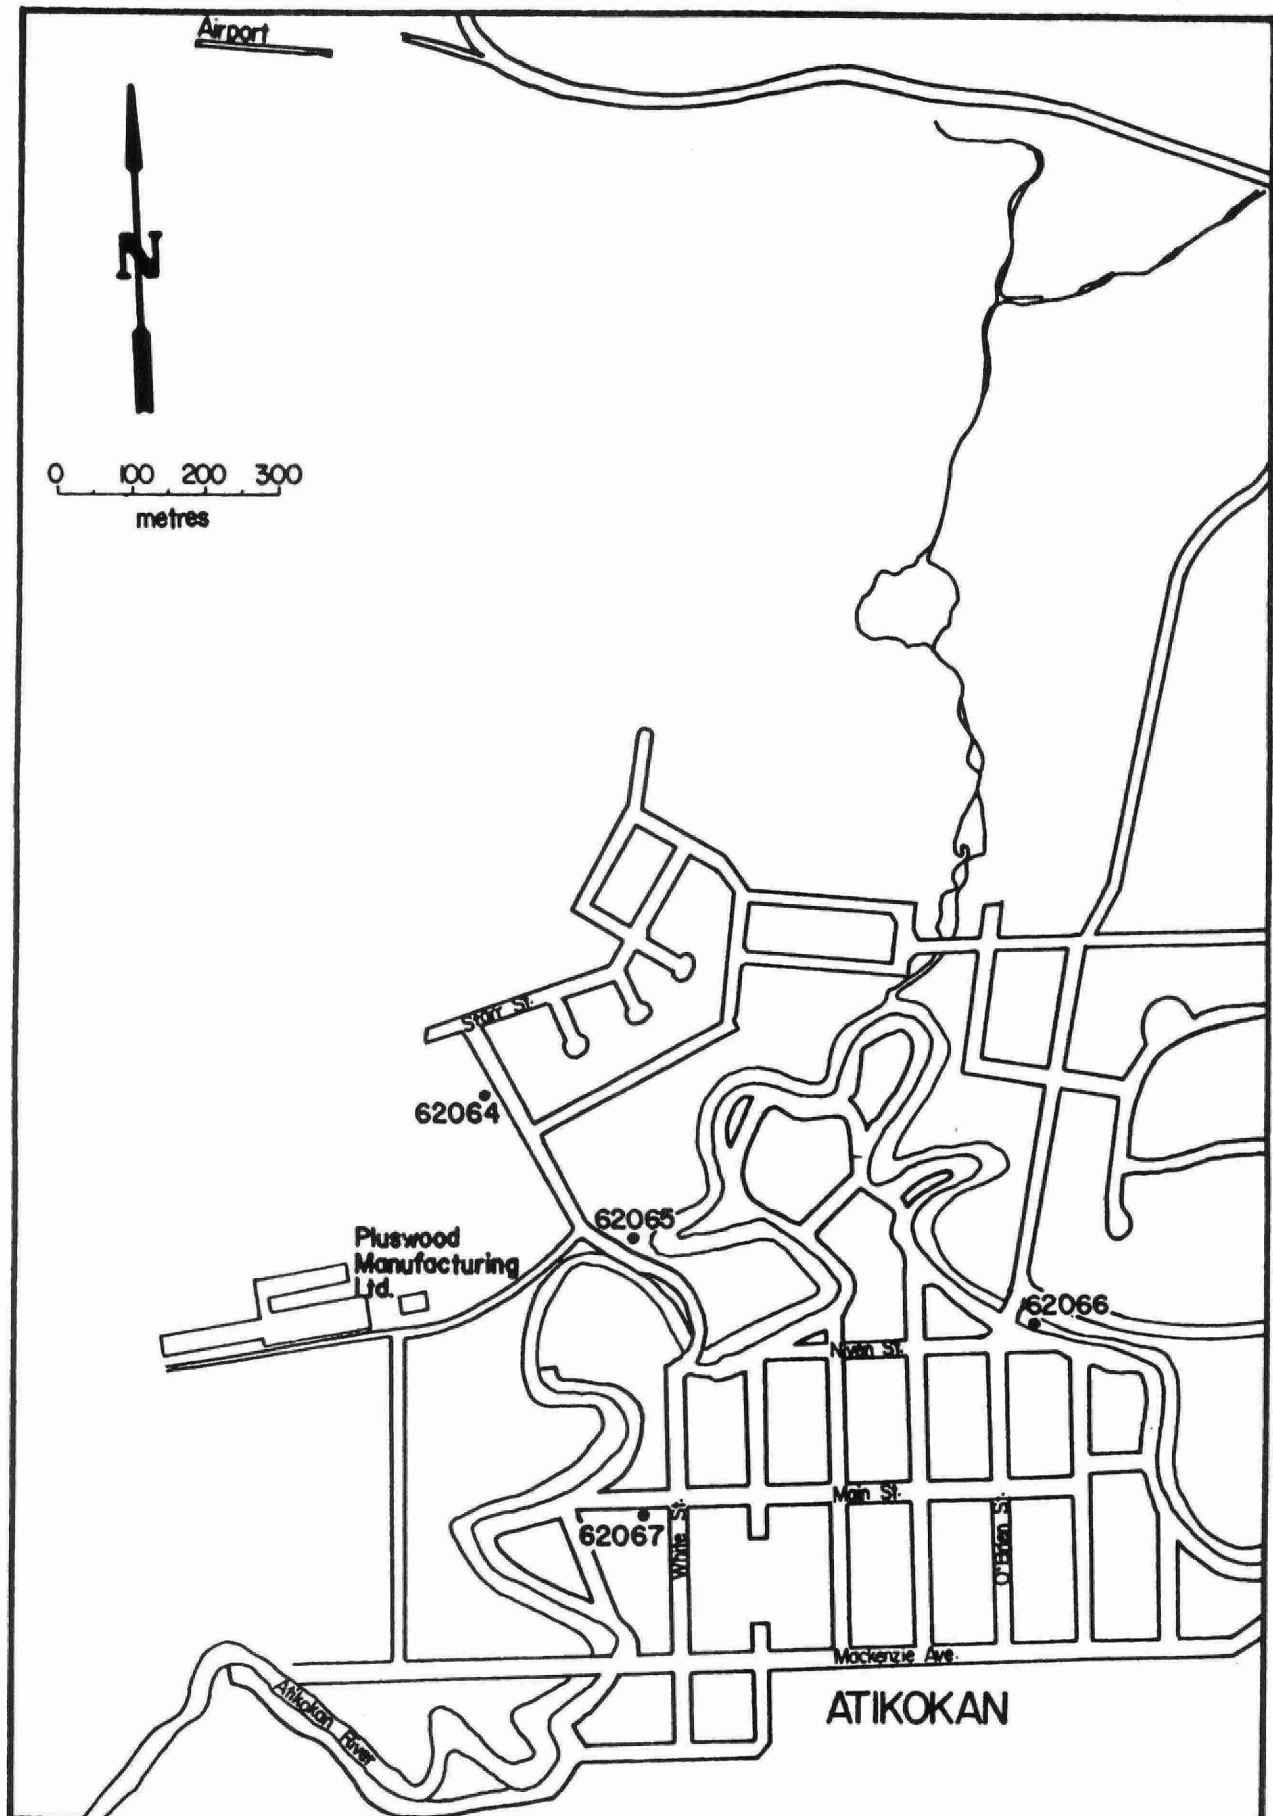 Airport
N
0 100 200 300
metres
Starr St.
62064
62065
Pluswood
Manufacturing
Ltd.
62066
Niven St.
Main St.
62067
White St.
O'Brien St.
Mackenzie Ave.
Atikokan River
ATIKOKAN